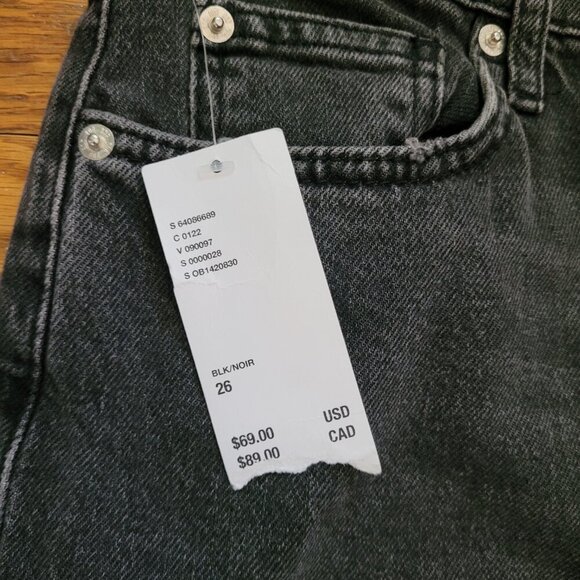 S 64086689
C 0122
V 090097
S 0000028
S OB1420830
BLK/NOIR
26
$69.00 USD
$89.00 CAD